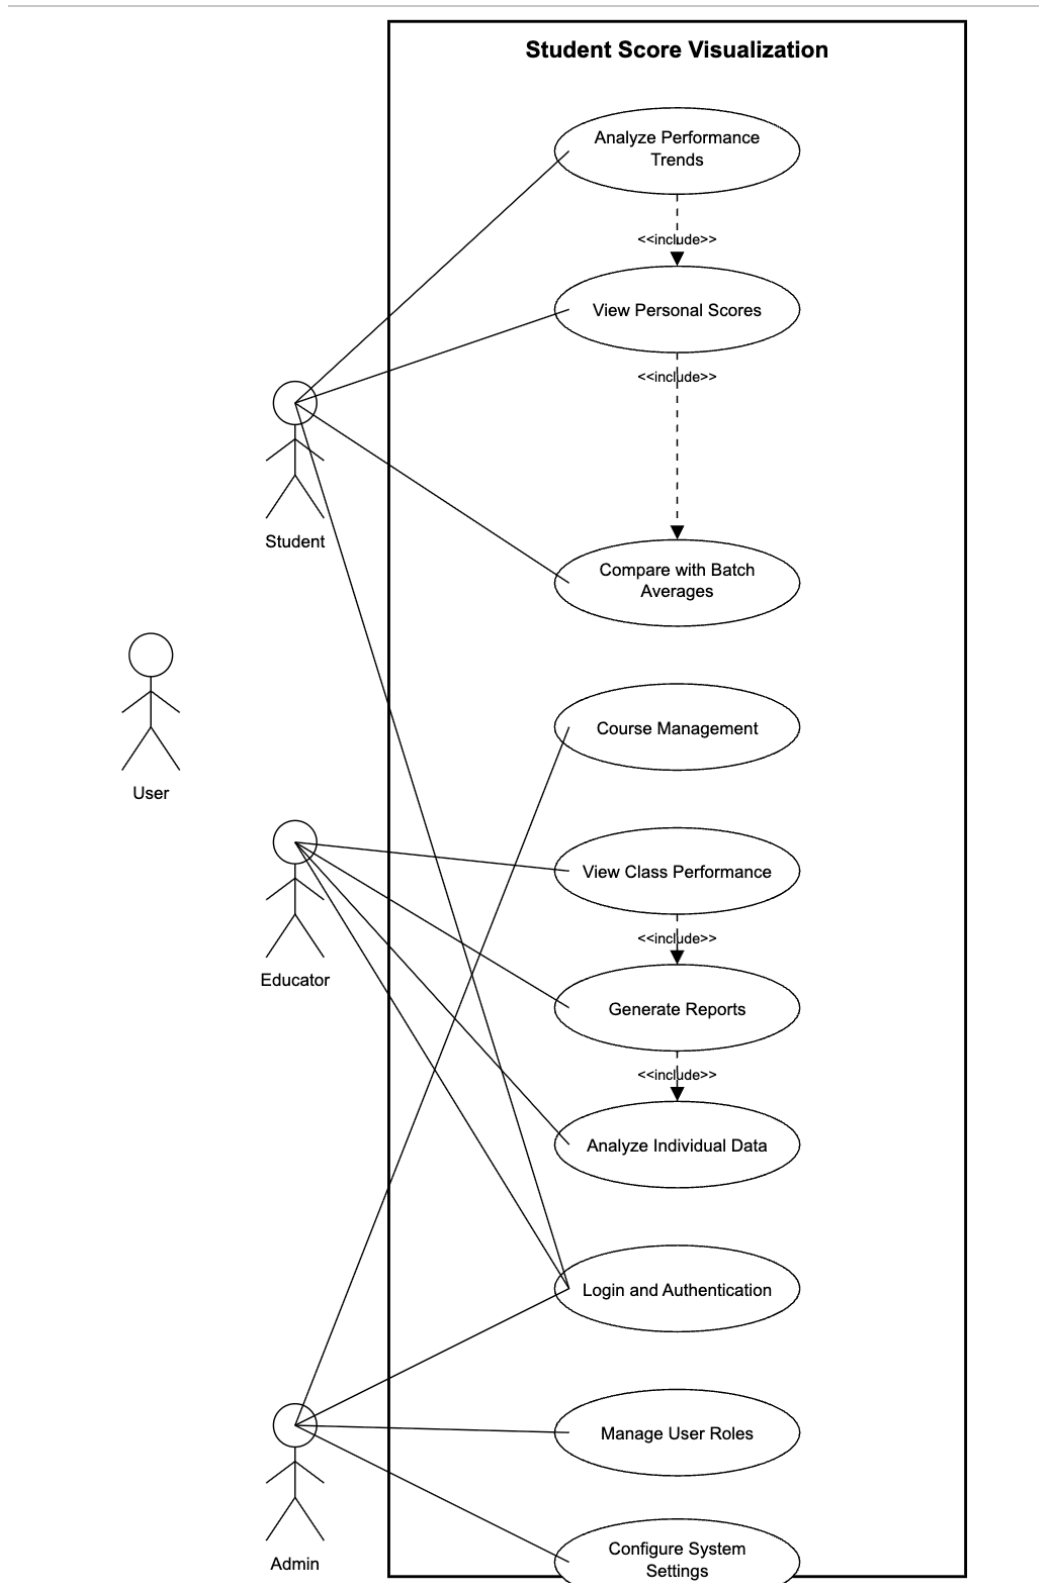 Student Score Visualization
Analyze Performance
Trends
<<include>>
View Personal Scores
<<include>>
Student
Compare with Batch
Averages
User
Course Management
Educator
View Class Performance
<<include>>
Generate Reports
<<include>>
Analyze Individual Data
Login and Authentication
Manage User Roles
Admin
Configure System
Settings